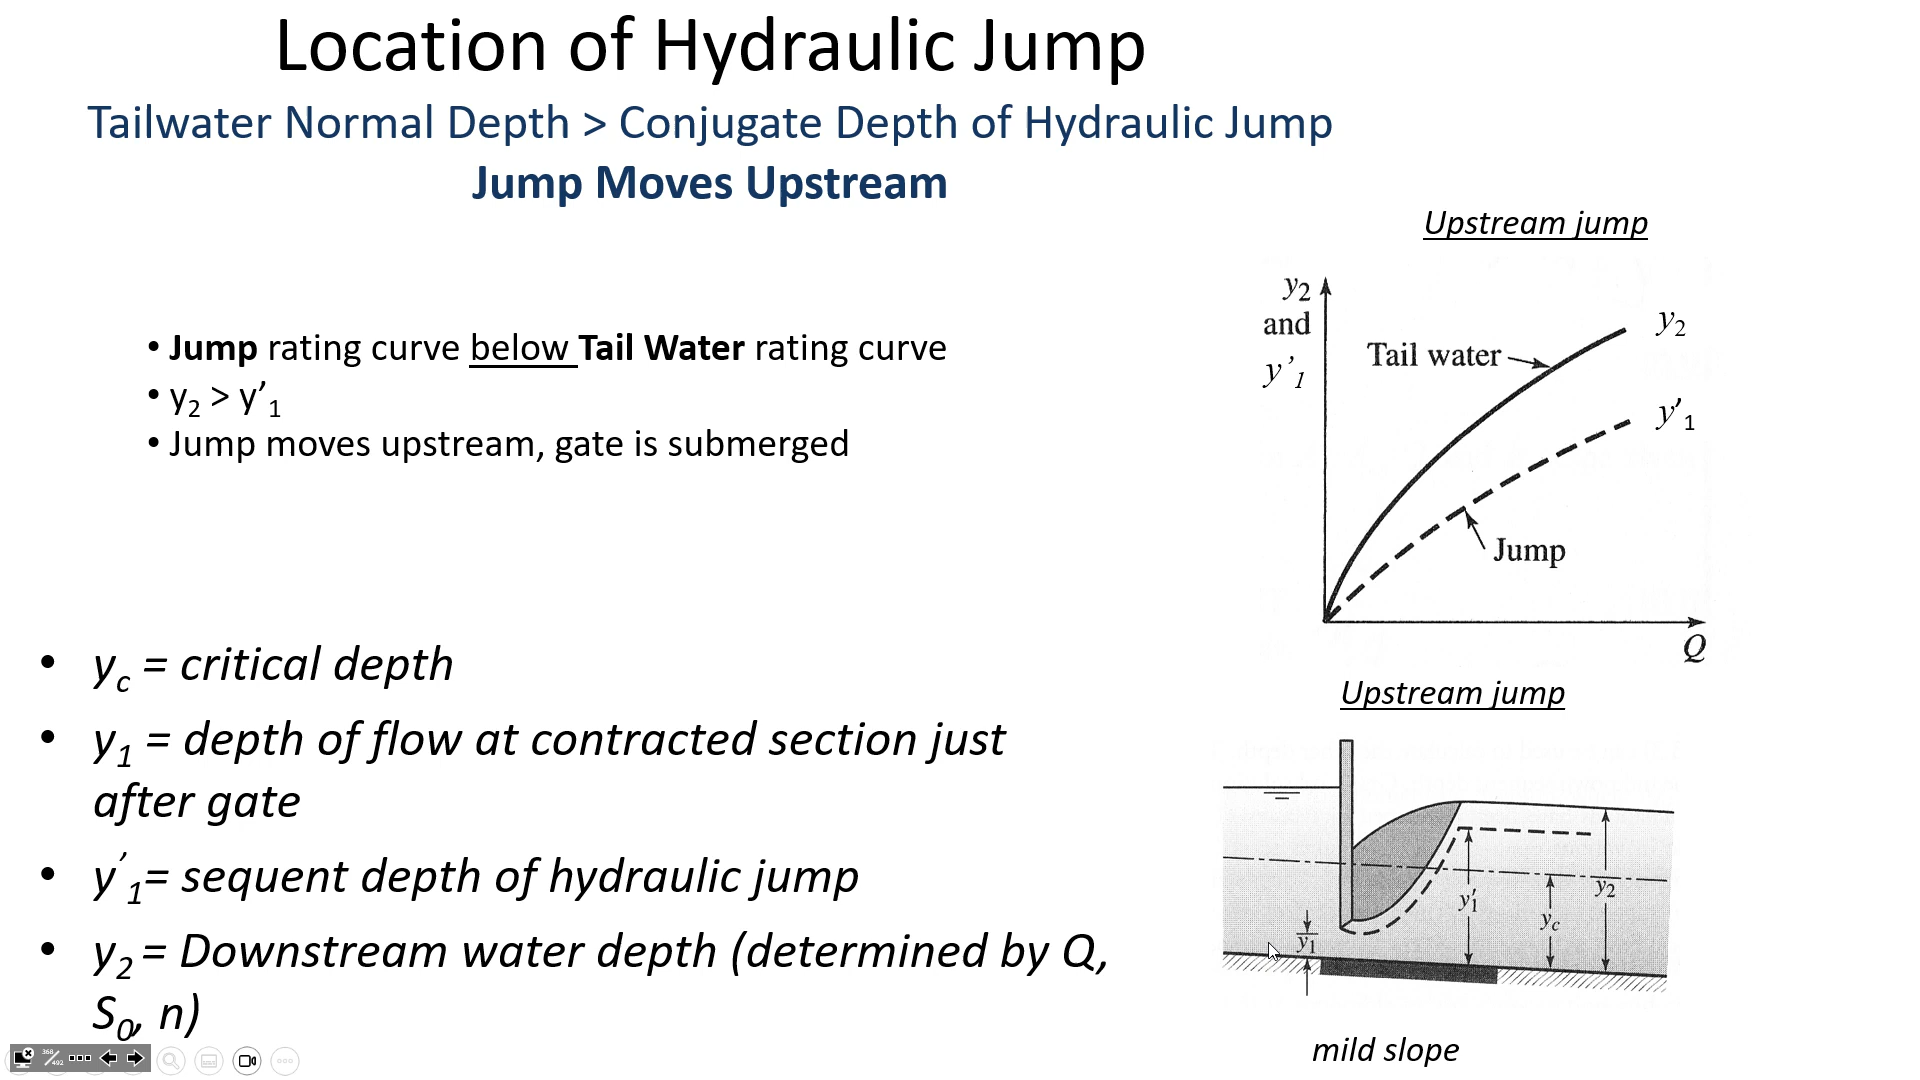 Location of Hydraulic Jump
Tailwater Normal Depth > Conjugate Depth of Hydraulic Jump
Jump Moves Upstream
• Jump rating curve below Tail Water rating curve
• y2 > y’1
• Jump moves upstream, gate is submerged
• yc = critical depth
• y1 = depth of flow at contracted section just
after gate
• y’1= sequent depth of hydraulic jump
• y2 = Downstream water depth (determined by Q,
S0, n)
Upstream jump
y2
and
y’1
Tail water
y2
y’1
Jump
Q
Upstream jump
y1
y'1
yc
y2
mild slope
368/492